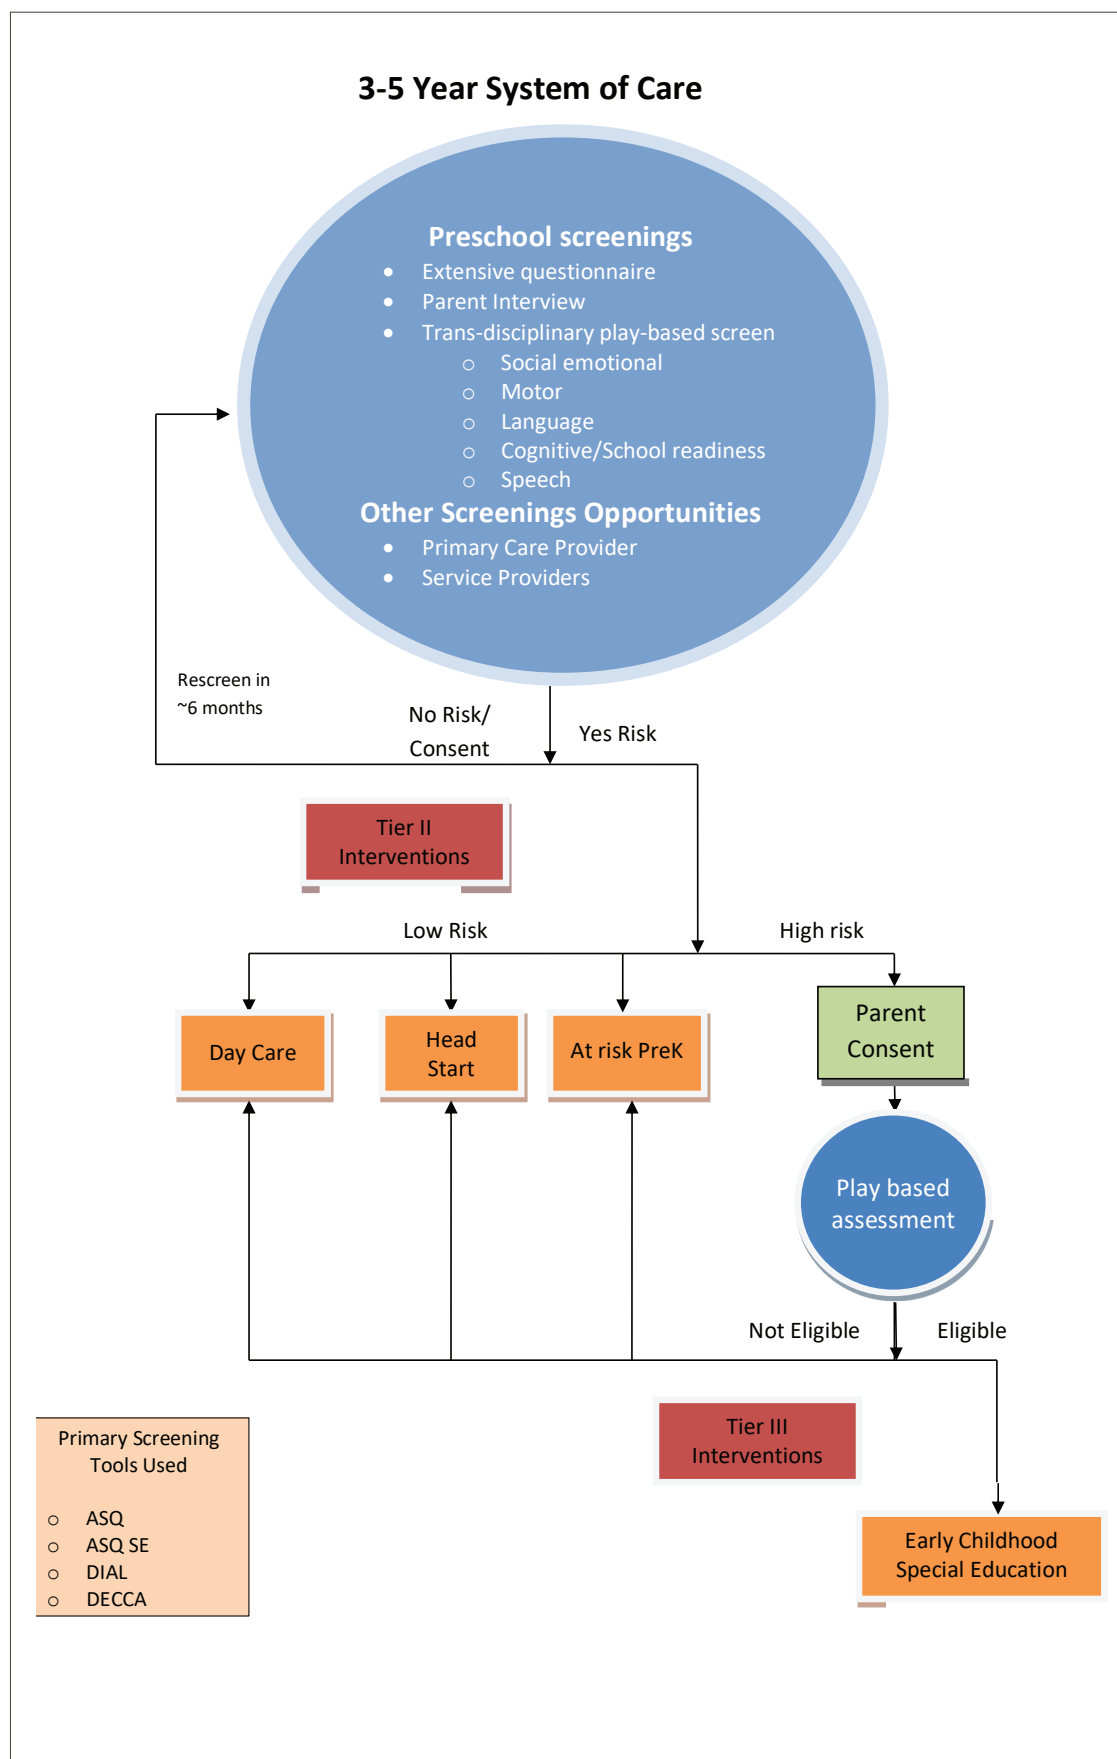 3-5 Year System of Care
Preschool screenings
• Extensive questionnaire
• Parent Interview
• Trans-disciplinary play-based screen
o Social emotional
o Motor
o Language
o Cognitive/School readiness
o Speech
Other Screenings Opportunities
• Primary Care Provider
• Service Providers
Rescreen in
~6 months
No Risk/
Consent
Yes Risk
Tier II
Interventions
Low Risk
High risk
Day Care
Head
Start
At risk PreK
Parent
Consent
Play based
assessment
Not Eligible
Eligible
Tier III
Interventions
Primary Screening
Tools Used
o ASQ
o ASQ SE
o DIAL
o DECCA
Early Childhood
Special Education